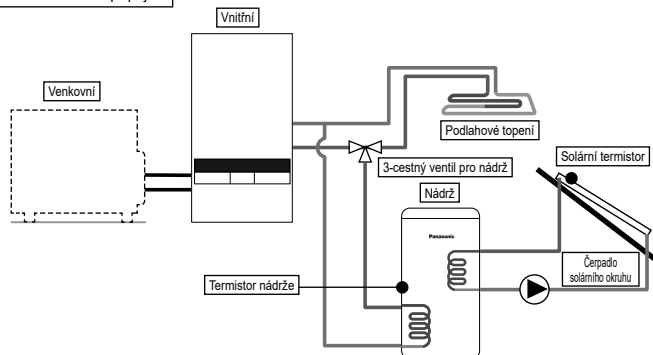 Vnitřní
Venkovní
Podlahové topení
3-cestný ventil pro nádrž
Solární termistor
Nádrž
Panasonic
Termistor nádrže
Čerpadlo
solárního okruhu